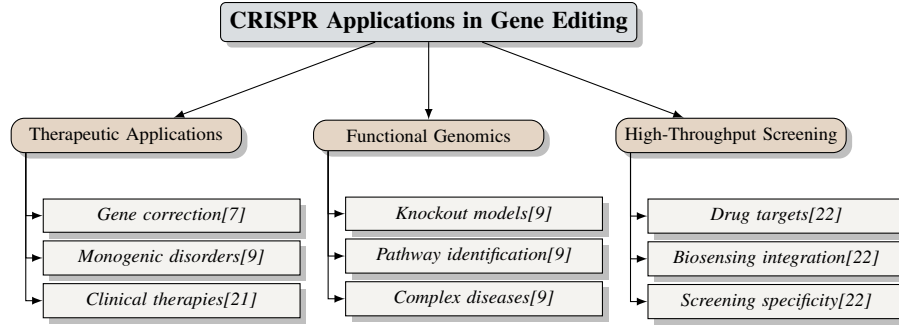 CRISPR Applications in Gene Editing
Therapeutic Applications
Gene correction[7]
Monogenic disorders[9]
Clinical therapies[21]
Functional Genomics
Knockout models[9]
Pathway identification[9]
Complex diseases[9]
High-Throughput Screening
Drug targets[22]
Biosensing integration[22]
Screening specificity[22]